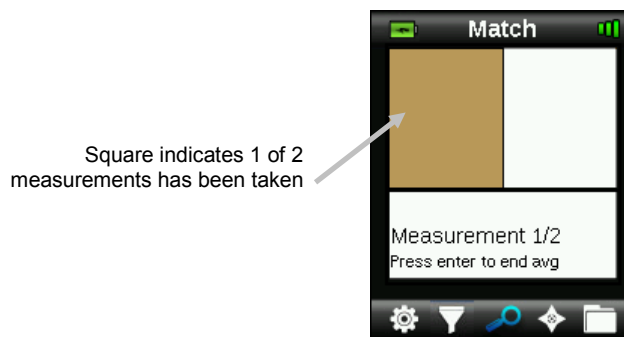 Match
Square indicates 1 of 2
measurements has been taken
Measurement 1/2
Press enter to end avg